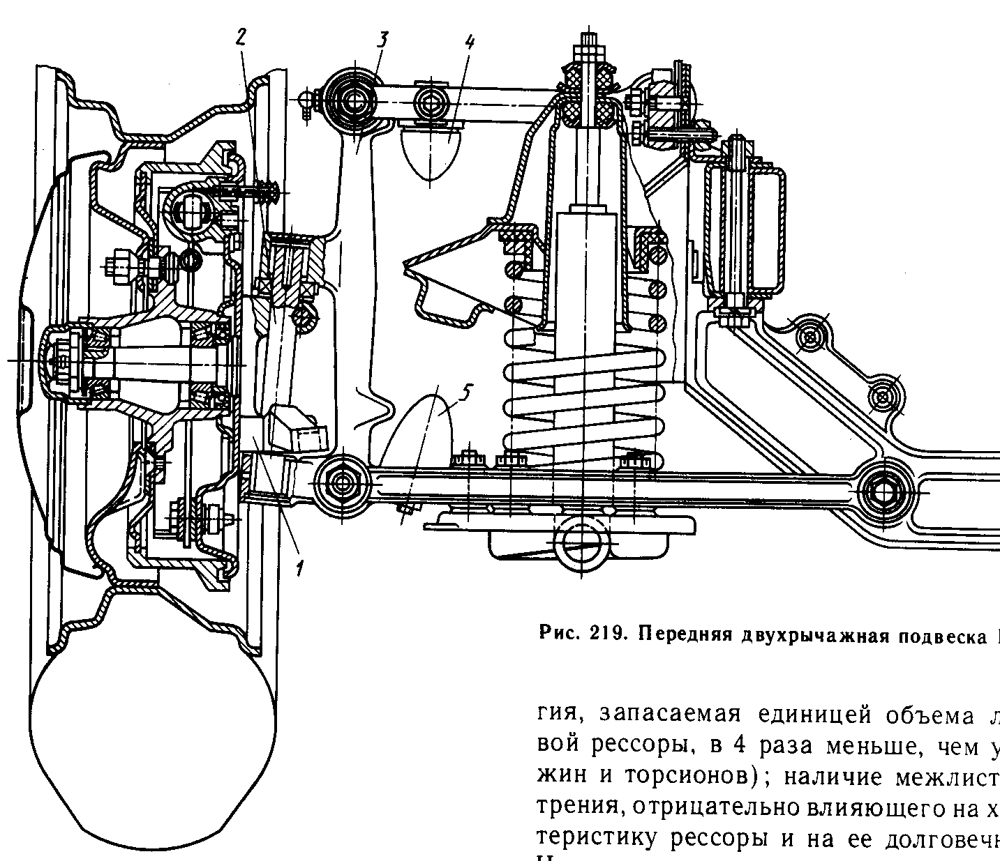 2
3
4
5
1
Рис. 219. Передняя двухрычажная подвеска
гия, запасаемая единицей объема
вой рессоры, в 4 раза меньше, чем
жин и торсионов); наличие межлист
трения, отрицательно влияющего на х
теристику рессоры и на ее долговеч